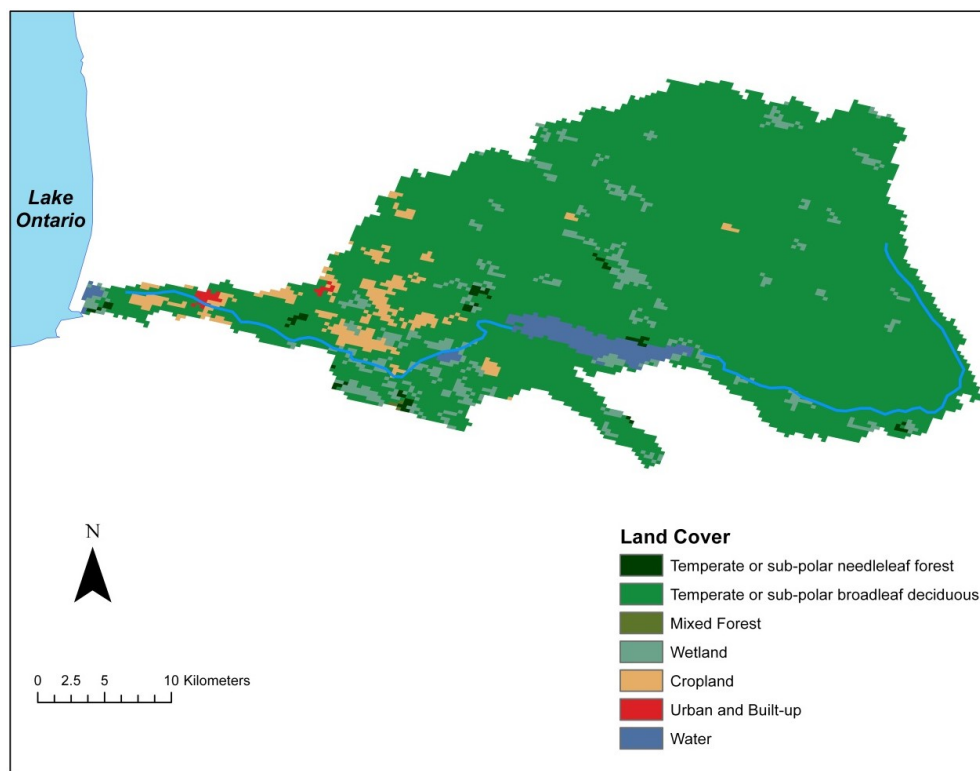 Lake
Ontario
N
0 2.5 5 10 Kilometers
Land Cover
Temperate or sub-polar needleleaf forest
Temperate or sub-polar broadleaf deciduous
Mixed Forest
Wetland
Cropland
Urban and Built-up
Water